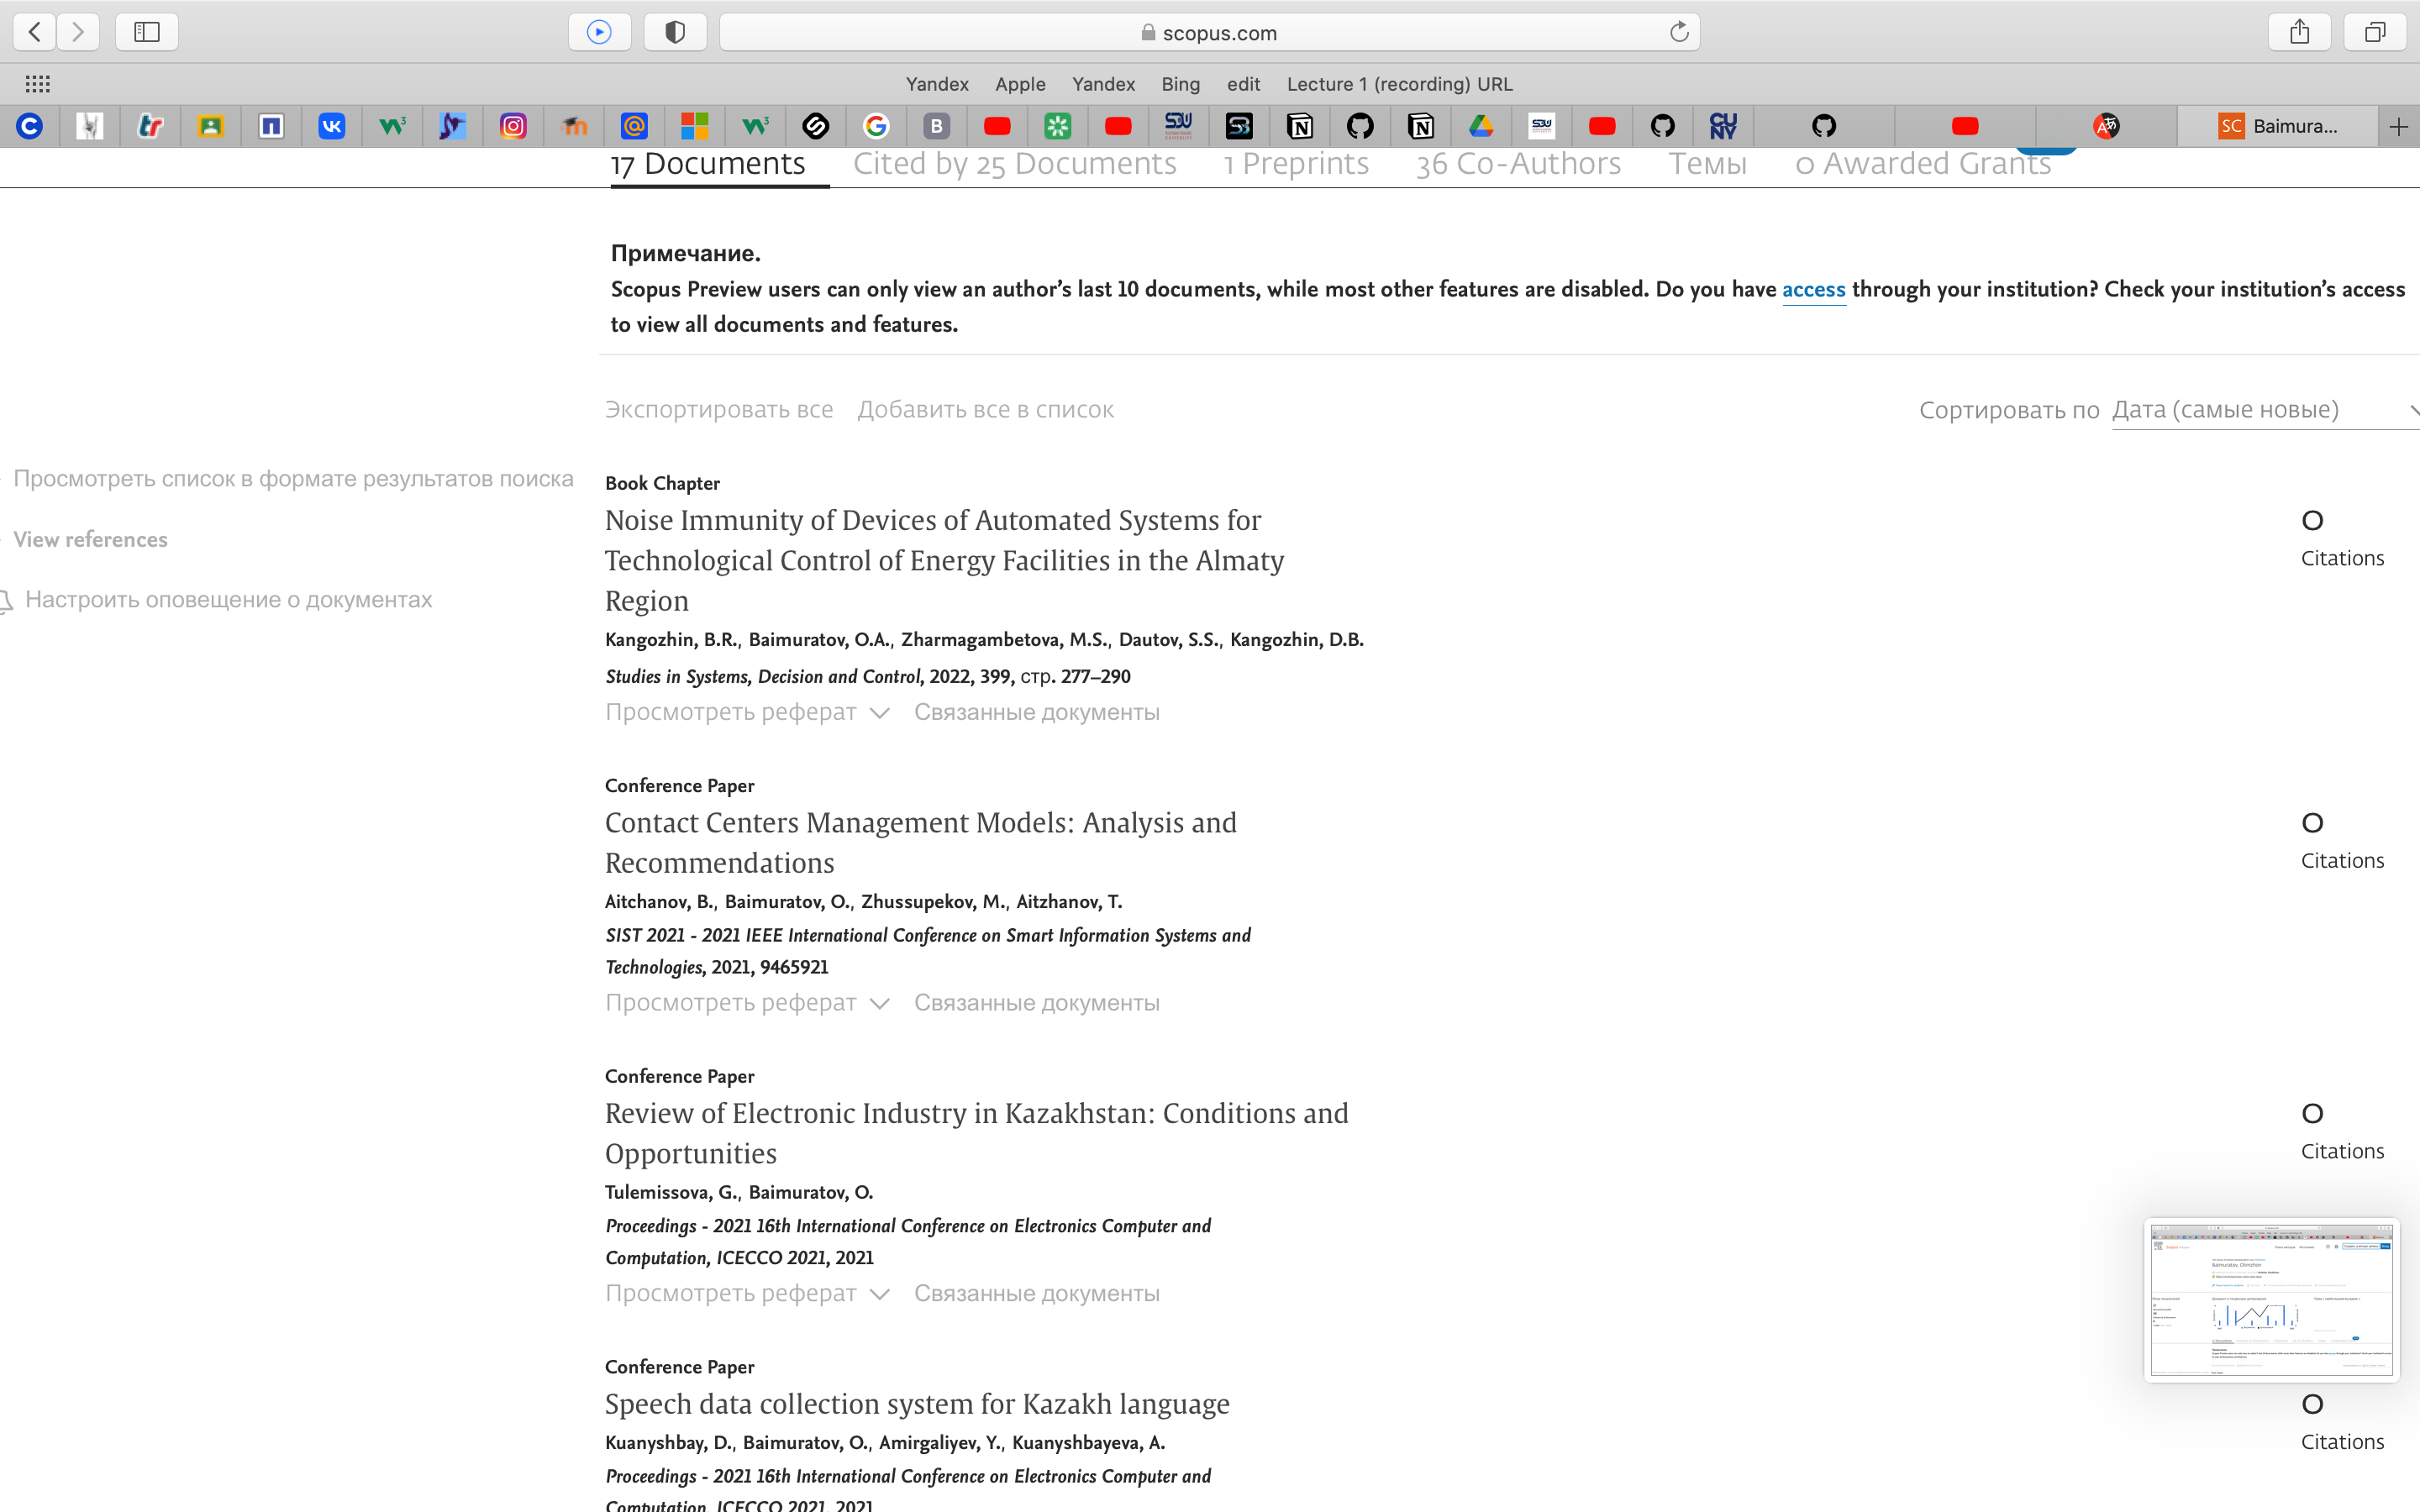 scopus.com
Yandex Apple Yandex Bing edit Lecture 1 (recording) URL
Baimura...
17 Documents Cited by 25 Documents 1 Preprints 36 Co-Authors Темы 0 Awarded Grants
Примечание.
Scopus Preview users can only view an author’s last 10 documents, while most other features are disabled. Do you have access through your institution? Check your institution’s access
to view all documents and features.
Экспортировать все Добавить все в список
Сортировать по Дата (самые новые)
Просмотреть список в формате результатов поиска
View references
Настроить оповещение о документах
Book Chapter
Noise Immunity of Devices of Automated Systems for
Technological Control of Energy Facilities in the Almaty
Region
Kangozhin, B.R., Baimuratov, O.A., Zharmagambetova, M.S., Dautov, S.S., Kangozhin, D.B.
Studies in Systems, Decision and Control, 2022, 399, стр. 277–290
Просмотреть реферат Связанные документы
0
Citations
Conference Paper
Contact Centers Management Models: Analysis and
Recommendations
Aitchanov, B., Baimuratov, O., Zhussupekov, M., Aitzhanov, T.
SIST 2021 - 2021 IEEE International Conference on Smart Information Systems and
Technologies, 2021, 9465921
Просмотреть реферат Связанные документы
0
Citations
Conference Paper
Review of Electronic Industry in Kazakhstan: Conditions and
Opportunities
Tulemissova, G., Baimuratov, O.
Proceedings - 2021 16th International Conference on Electronics Computer and
Computation, ICECCO 2021, 2021
Просмотреть реферат Связанные документы
0
Citations
Conference Paper
Speech data collection system for Kazakh language
Kuanyshbay, D., Baimuratov, O., Amirgaliyev, Y., Kuanyshbayeva, A.
Proceedings - 2021 16th International Conference on Electronics Computer and
Computation, ICECCO 2021, 2021
0
Citations